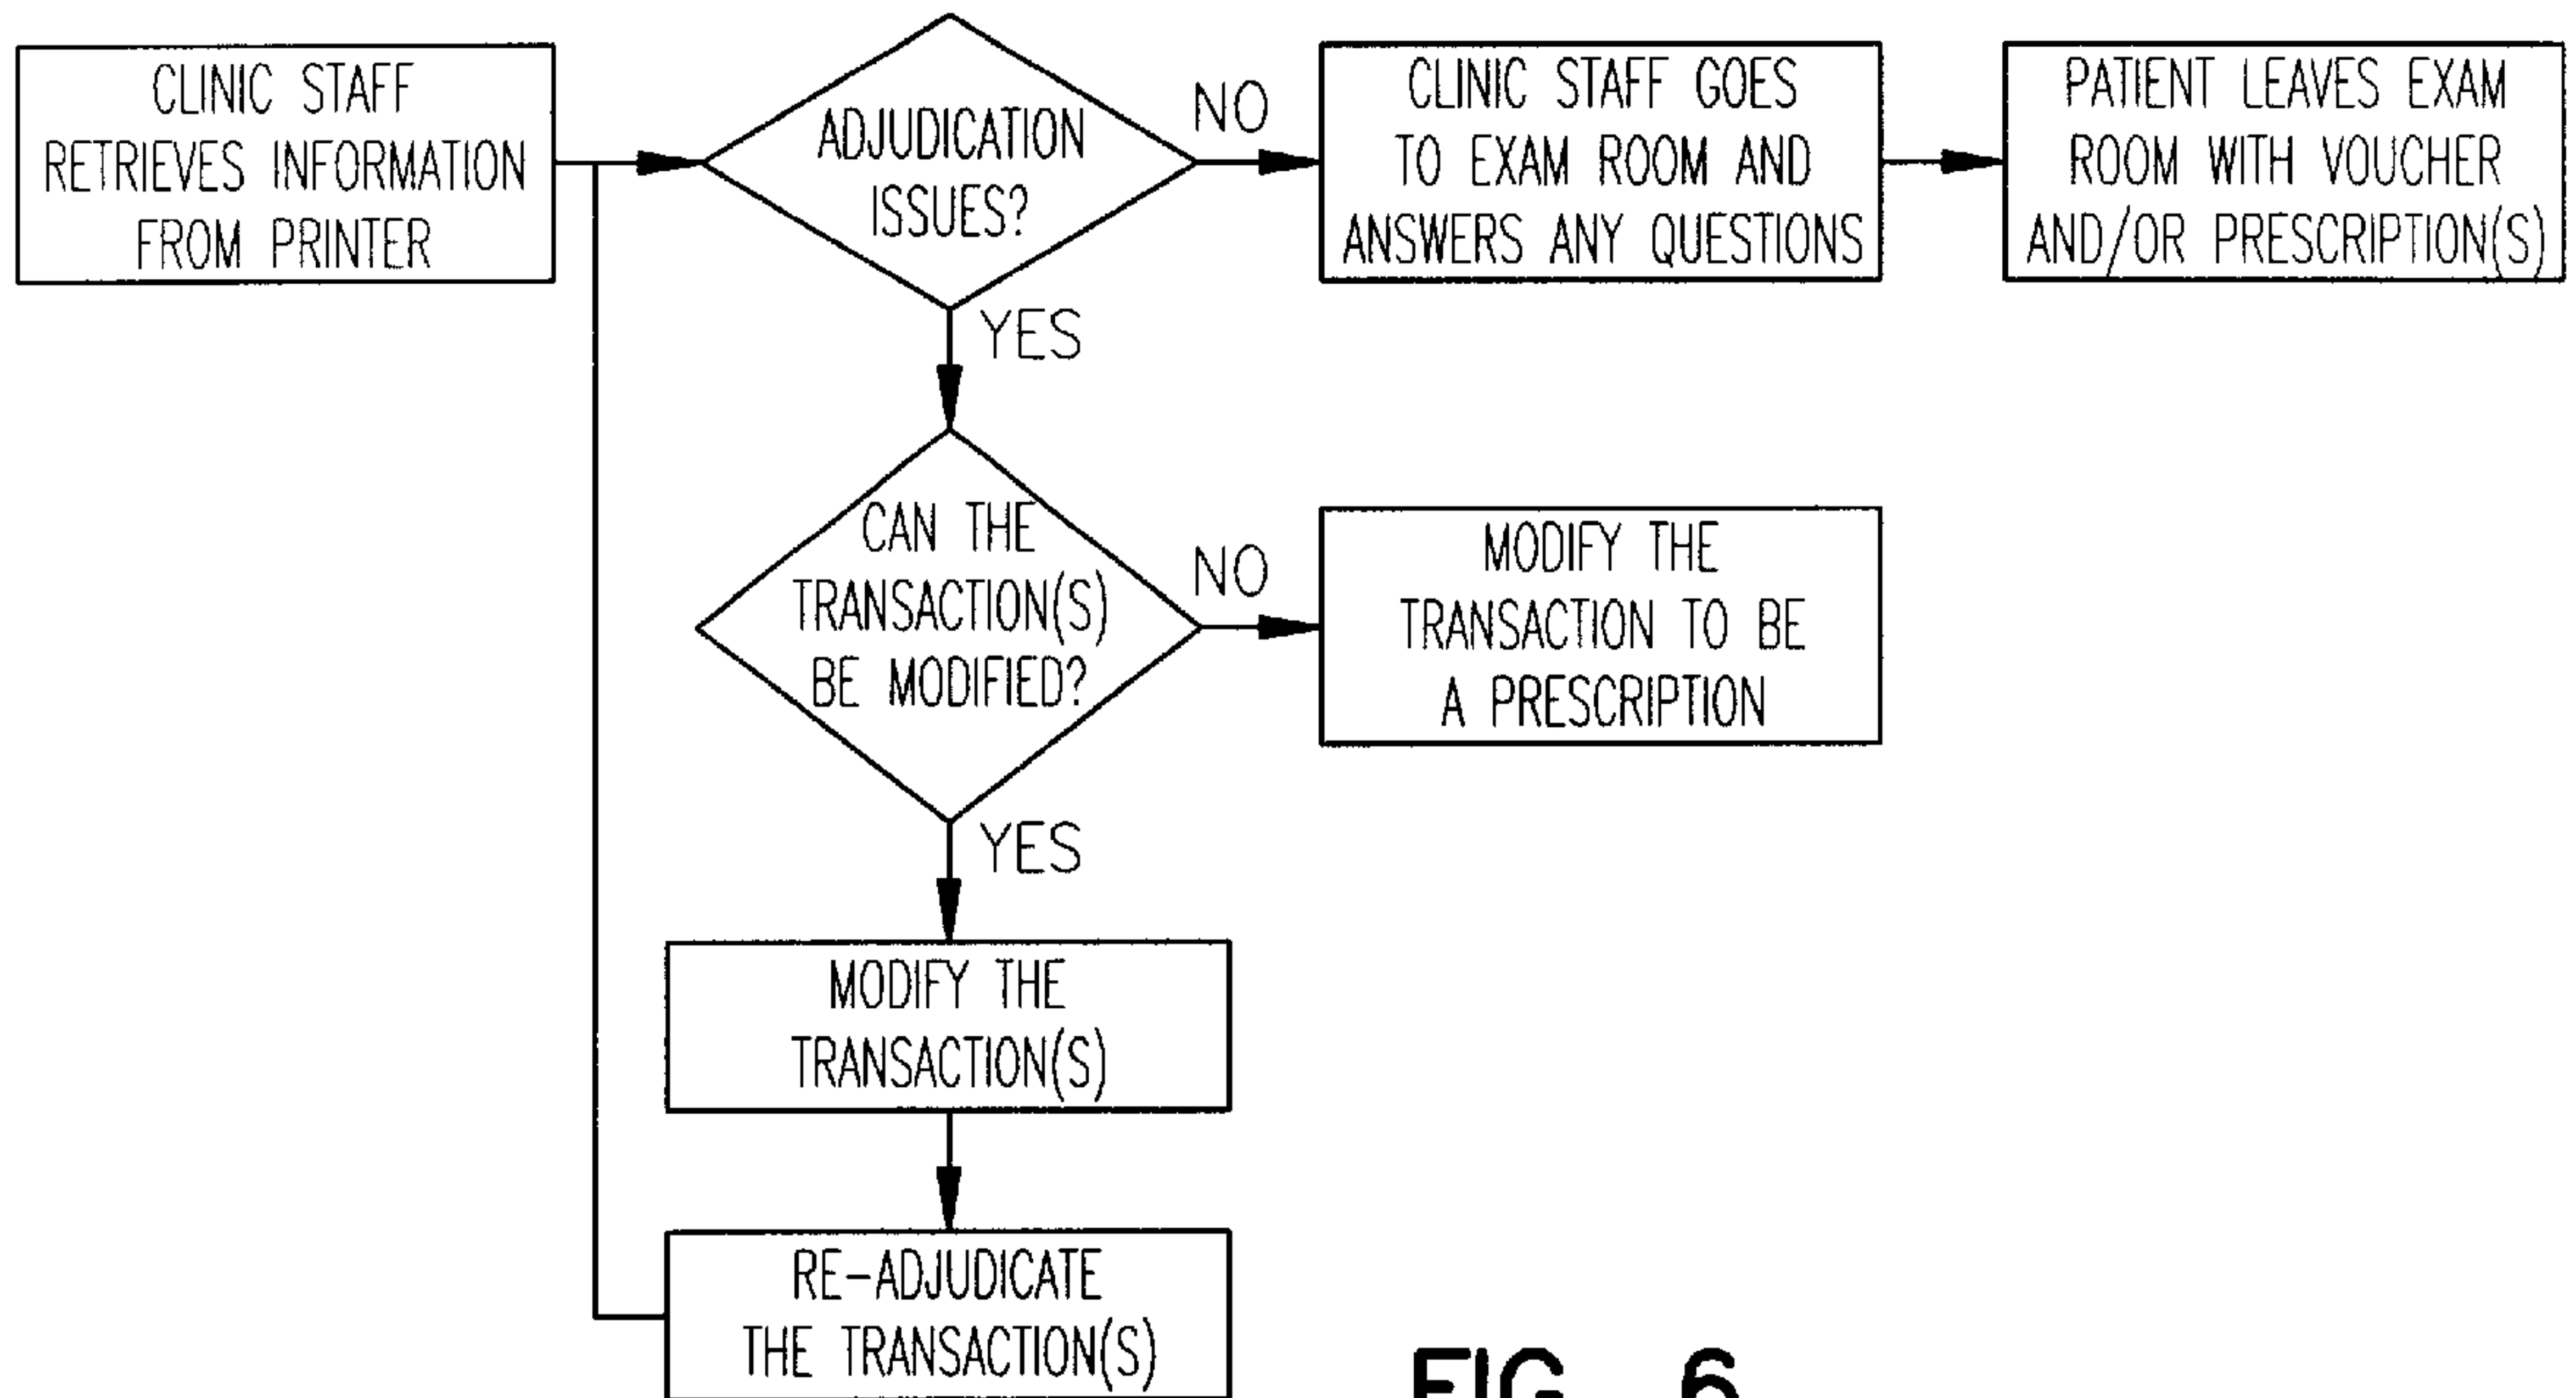 CLINIC STAFF
RETRIEVES INFORMATION
FROM PRINTER
ADJUDICATION
ISSUES?
NO
CLINIC STAFF GOES
TO EXAM ROOM AND
ANSWERS ANY QUESTIONS
PATIENT LEAVES EXAM
ROOM WITH VOUCHER
AND/OR PRESCRIPTION(S)
YES
CAN THE
TRANSACTION(S)
BE MODIFIED?
NO
MODIFY THE
TRANSACTION TO BE
A PRESCRIPTION
YES
MODIFY THE
TRANSACTION(S)
RE-ADJUDICATE
THE TRANSACTION(S)
FIG. 6